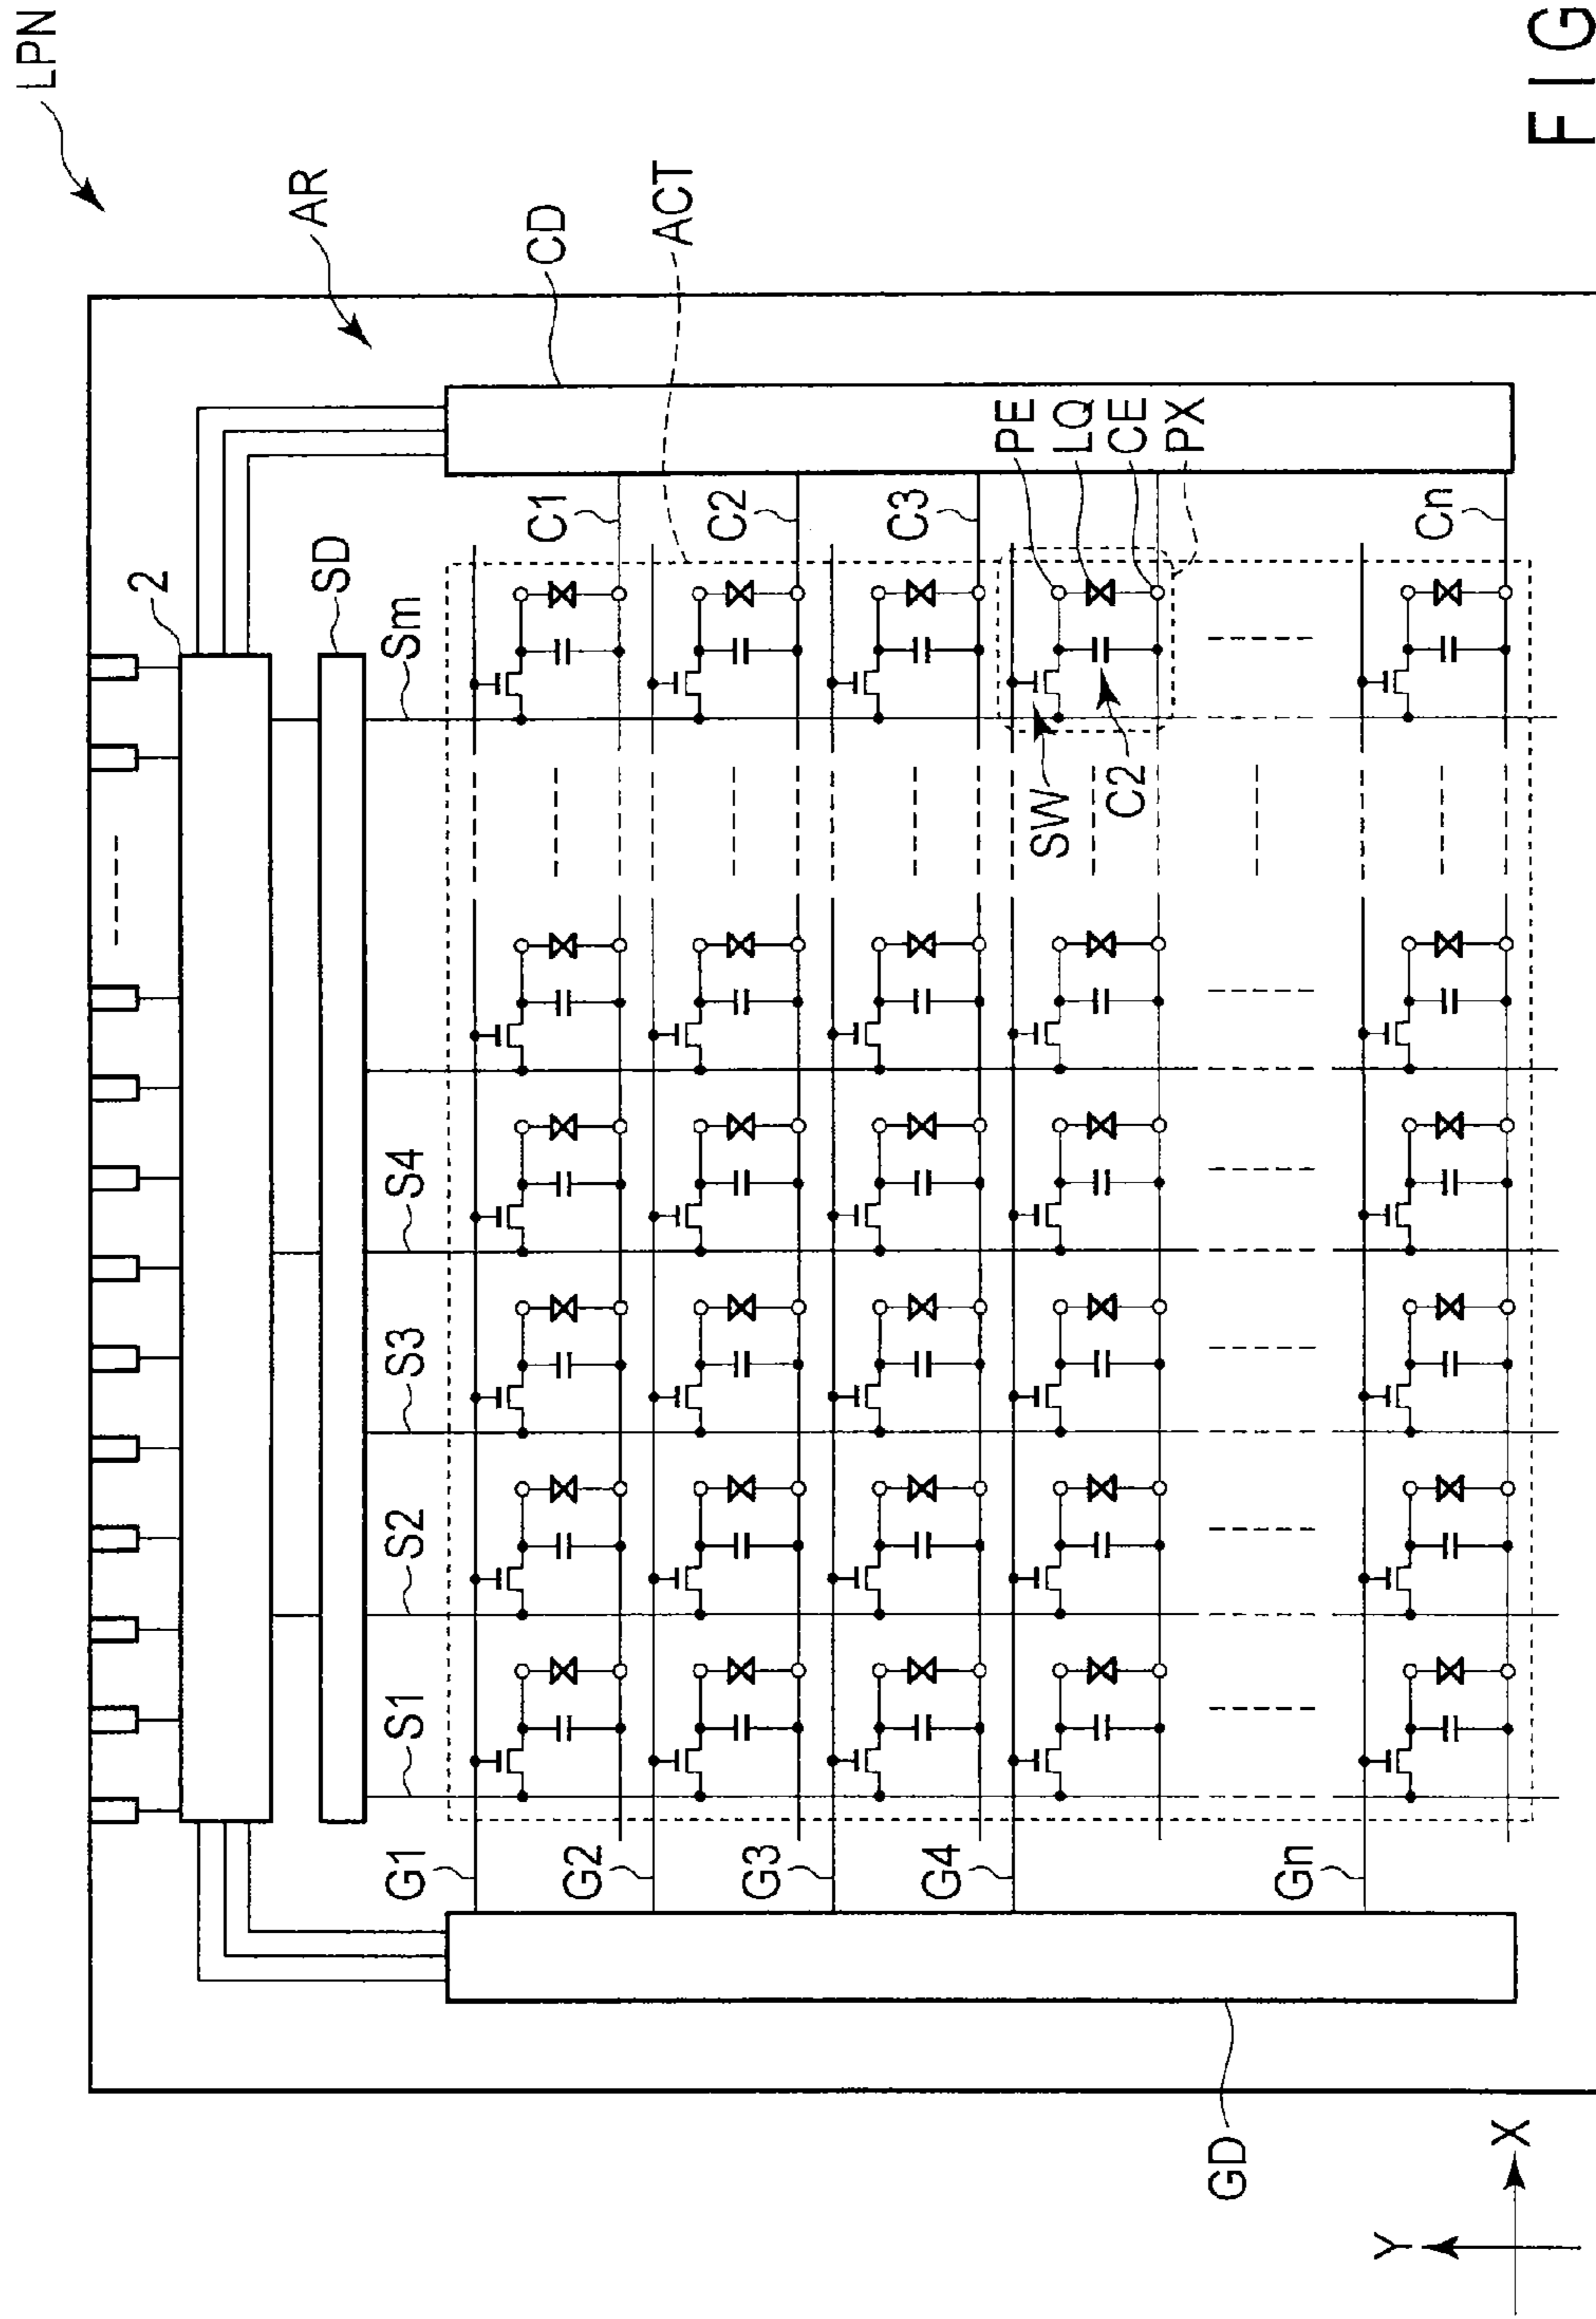 LPN
AR
CD
ACT
2
SD
Sm
C1
C2
C3
PE
LQ
CE
PX
Cn
SW
C2
S4
S3
S2
S1
G1
G2
G3
G4
Gn
GD
Y
X
FIG